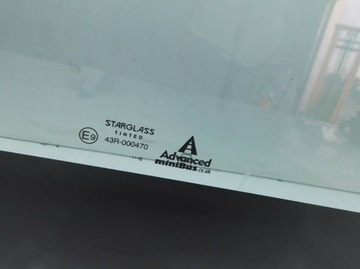 STARGLASS
TINTED
E9 43R-000470
Advanced
miniBus.co.uk